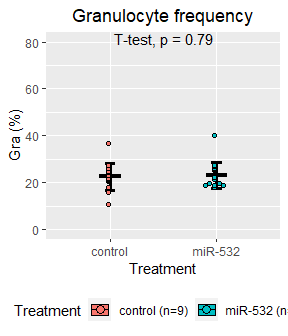 Granulocyte frequency
T-test, p = 0.79
80
60
40
20
0
Gra (%)
control miR-532
Treatment
Treatment control (n=9) miR-532 (n